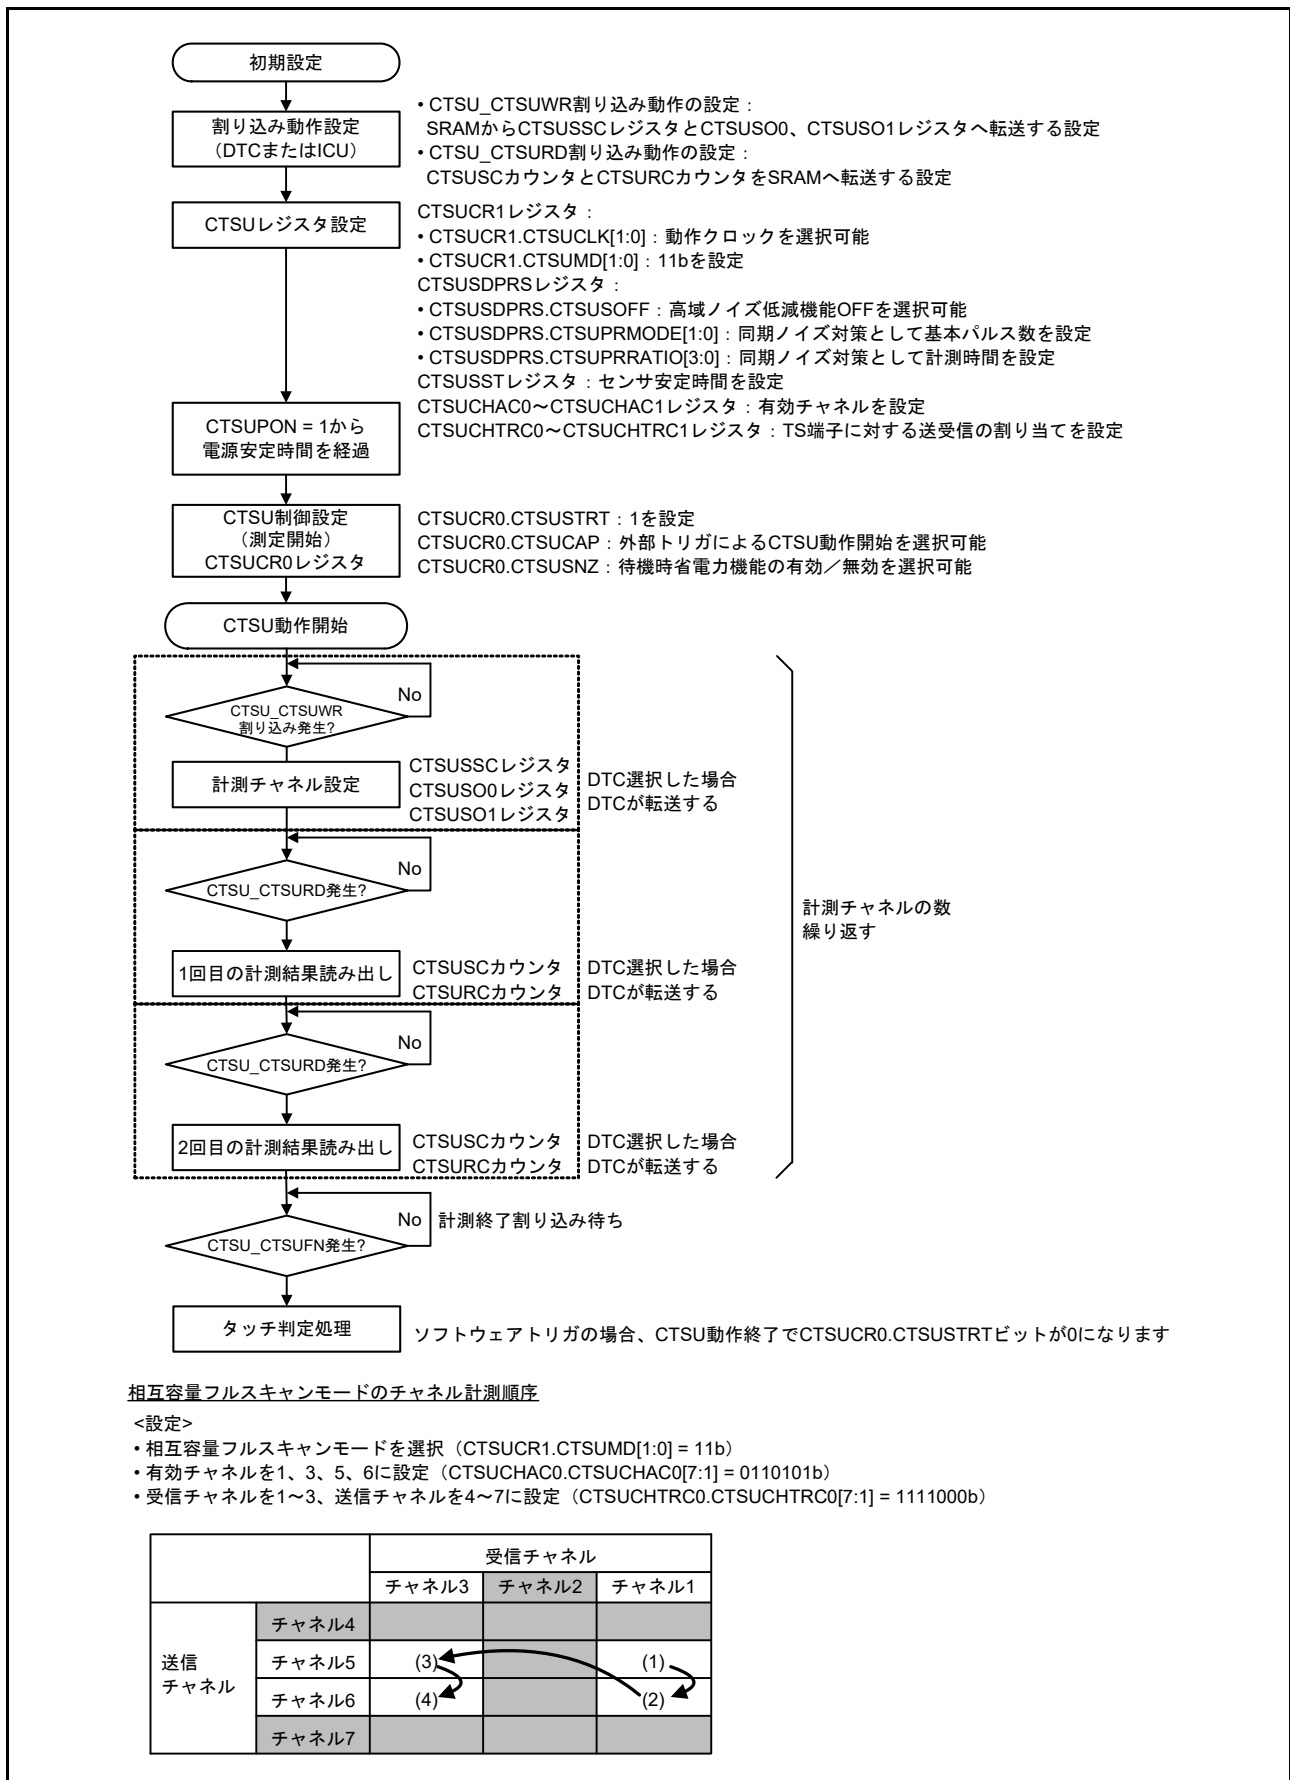 初期設定
割り込み動作設定
（DTCまたはICU）
• CTSU_CTSUWR割り込み動作の設定：
SRAMからCTSUSSCレジスタとCTSUSO0、CTSUSO1レジスタへ転送する設定
• CTSU_CTSURD割り込み動作の設定：
CTSUSCカウンタとCTSURCカウンタをSRAMへ転送する設定
CTSUレジスタ設定
CTSUCR1レジスタ：
• CTSUCR1.CTSUCLK[1:0]：動作クロックを選択可能
• CTSUCR1.CTSUMD[1:0]：11bを設定
CTSUSDPRSレジスタ：
• CTSUSDPRS.CTSUSOFF：高域ノイズ低減機能OFFを選択可能
• CTSUSDPRS.CTSUPRMODE[1:0]：同期ノイズ対策として基本パルス数を設定
• CTSUSDPRS.CTSUPRRATIO[3:0]：同期ノイズ対策として計測時間を設定
CTSUSSTレジスタ：センサ安定時間を設定
CTSUCHAC0～CTSUCHAC1レジスタ：有効チャネルを設定
CTSUCHTRC0～CTSUCHTRC1レジスタ：TS端子に対する送受信の割り当てを設定
CTSUPON = 1から
電源安定時間を経過
CTSU制御設定
（測定開始）
CTSUCR0レジスタ
CTSUCR0.CTSUSTRT：1を設定
CTSUCR0.CTSUCAP：外部トリガによるCTSU動作開始を選択可能
CTSUCR0.CTSUSNZ：待機時省電力機能の有効／無効を選択可能
CTSU動作開始
No
CTSU_CTSUWR
割り込み発生?
計測チャネル設定
CTSUSSCレジスタ
CTSUSO0レジスタ
CTSUSO1レジスタ
DTC選択した場合
DTCが転送する
No
CTSU_CTSURD発生?
計測チャネルの数
繰り返す
1回目の計測結果読み出し
CTSUSCカウンタ
CTSURCカウンタ
DTC選択した場合
DTCが転送する
No
CTSU_CTSURD発生?
2回目の計測結果読み出し
CTSUSCカウンタ
CTSURCカウンタ
DTC選択した場合
DTCが転送する
No
計測終了割り込み待ち
CTSU_CTSUFN発生?
タッチ判定処理
ソフトウェアトリガの場合、CTSU動作終了でCTSUCR0.CTSUSTRTビットが0になります
相互容量フルスキャンモードのチャネル計測順序
<設定>
• 相互容量フルスキャンモードを選択（CTSUCR1.CTSUMD[1:0] = 11b）
• 有効チャネルを1、3、5、6に設定（CTSUCHAC0.CTSUCHAC0[7:1] = 0110101b）
• 受信チャネルを1～3、送信チャネルを4～7に設定（CTSUCHTRC0.CTSUCHTRC0[7:1] = 1111000b）
受信チャネル
チャネル3 チャネル2 チャネル1
送信
チャネル
チャネル4
チャネル5 (3) (1)
チャネル6 (4) (2)
チャネル7